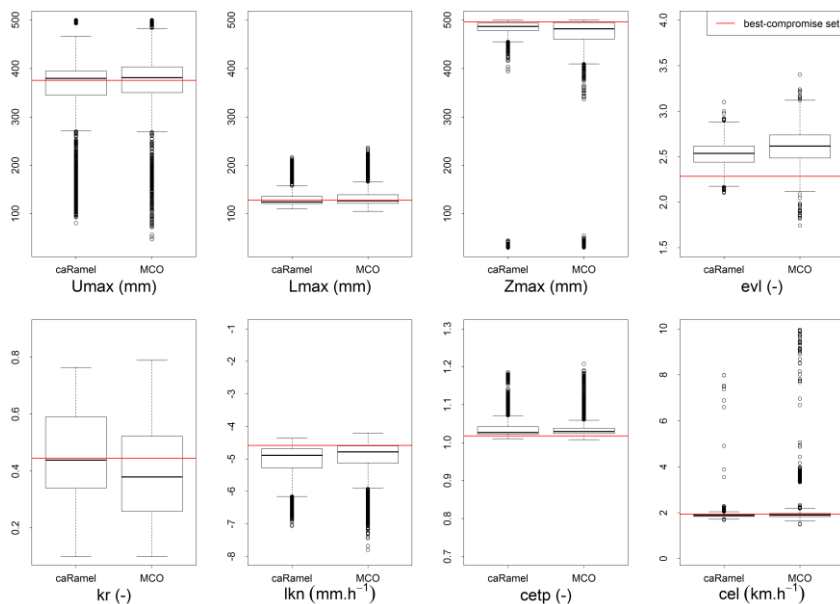 500
400
300
200
100
caRamel
MCO
Umax (mm)
500
400
300
200
100
caRamel
MCO
Lmax (mm)
500
400
300
200
100
caRamel
MCO
Zmax (mm)
best-compromise set
4.0
3.5
3.0
2.5
2.0
1.5
caRamel
MCO
evl (-)
0.8
0.6
0.4
0.2
caRamel
MCO
kr (-)
-1
-2
-3
-4
-5
-6
-7
-8
caRamel
MCO
lkn (mm.h⁻¹)
1.3
1.2
1.1
1.0
0.9
0.8
0.7
caRamel
MCO
cetp (-)
10
8
6
4
2
0
caRamel
MCO
cel (km.h⁻¹)